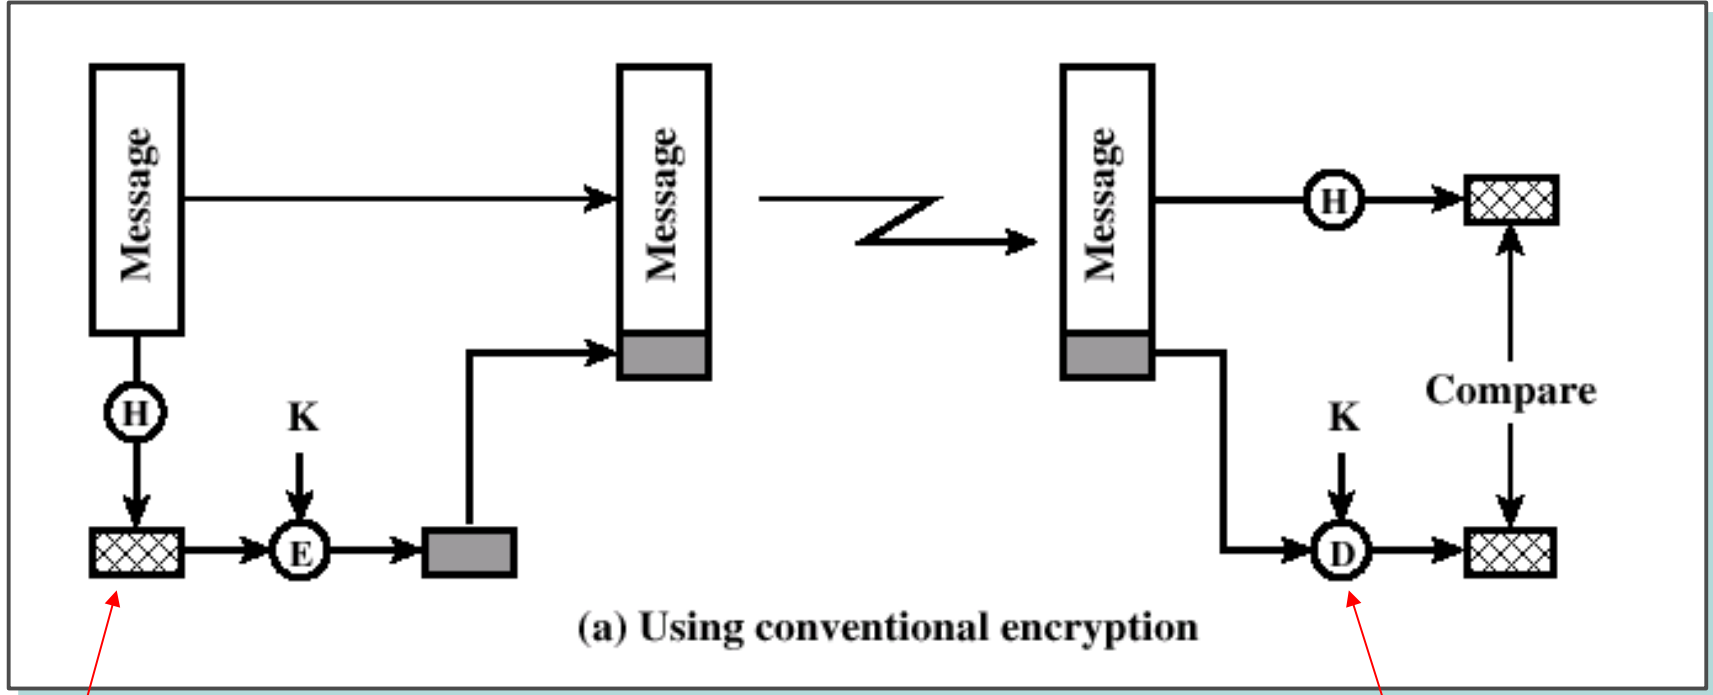 Message
Message
Message
H
Compare
H
K
K
E
D
(a) Using conventional encryption